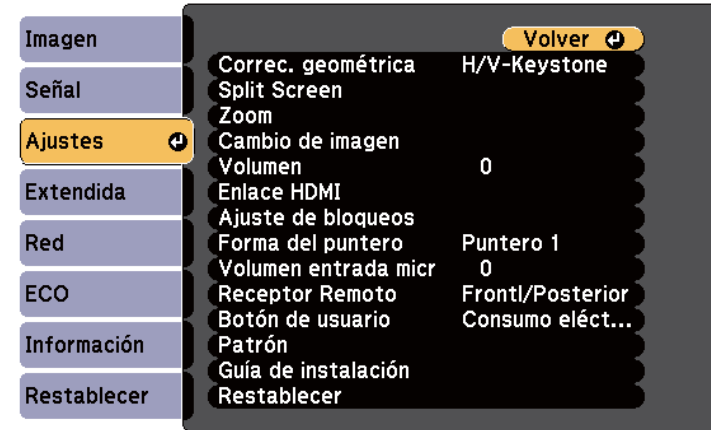 Imagen
Señal
Ajustes
Extendida
Red
ECO
Información
Restablecer
Volver
Correc. geométrica H/V-Keystone
Split Screen
Zoom
Cambio de imagen
Volumen 0
Enlace HDMI
Ajuste de bloqueos
Forma del puntero Puntero 1
Volumen entrada micr 0
Receptor Remoto Frontl/Posterior
Botón de usuario Consumo eléct...
Patrón
Guía de instalación
Restablecer